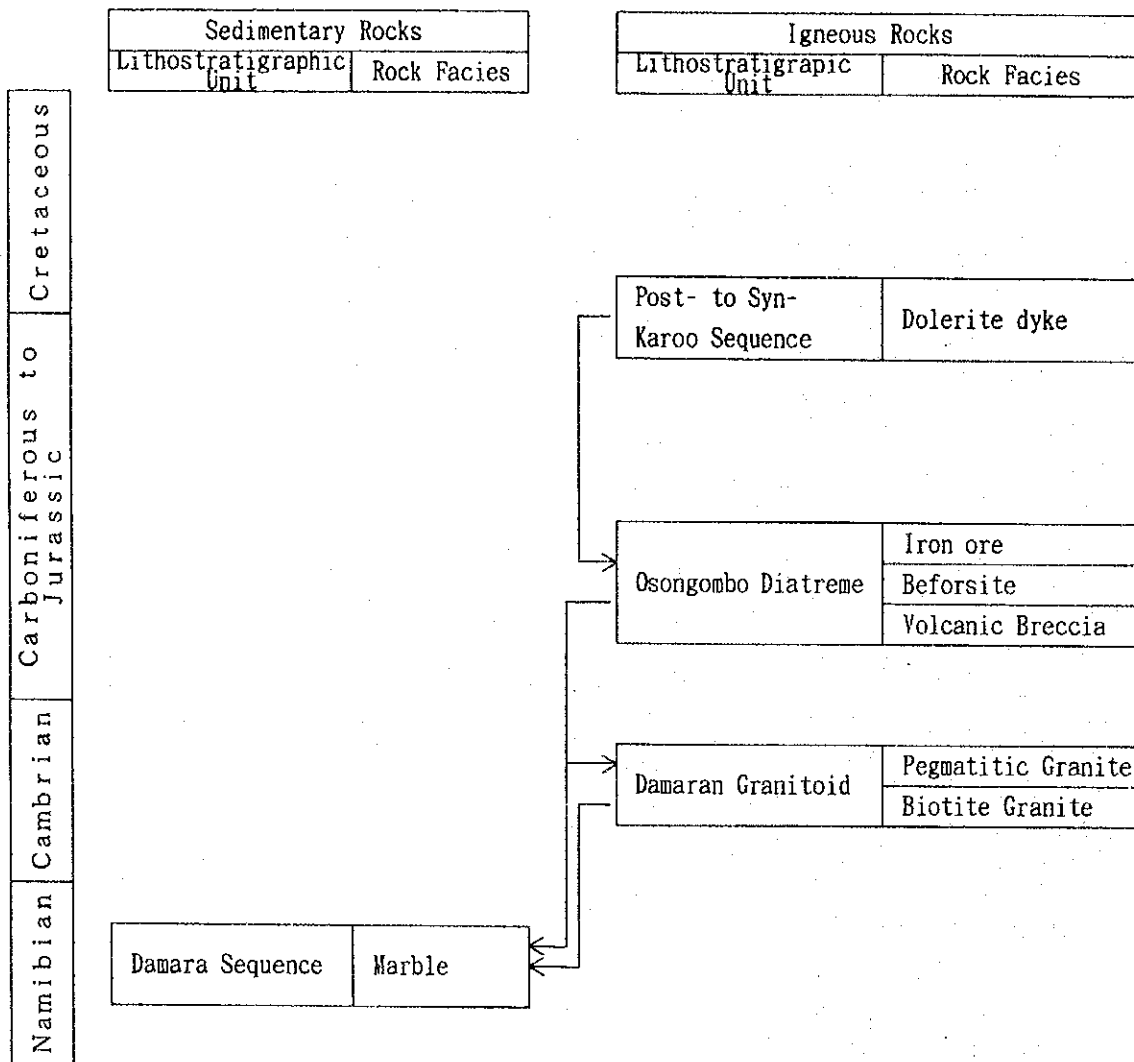 Sedimentary Rocks
Lithostratigraphic Unit
Rock Facies
Igneous Rocks
Lithostratigrapic Unit
Rock Facies
Cretaceous
Carboniferous to
Jurassic
Cambrian
Namibian
Post- to Syn-
Karoo Sequence
Dolerite dyke
Osongombo Diatreme
Iron ore
Beforsite
Volcanic Breccia
Damaran Granitoid
Pegmatitic Granite
Biotite Granite
Damara Sequence
Marble